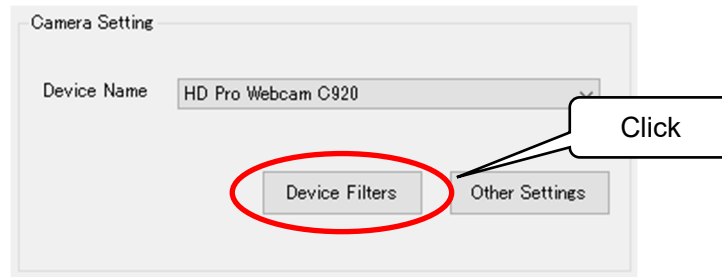 Camera Setting
Device Name
HD Pro Webcam C920
Click
Device Filters
Other Settings